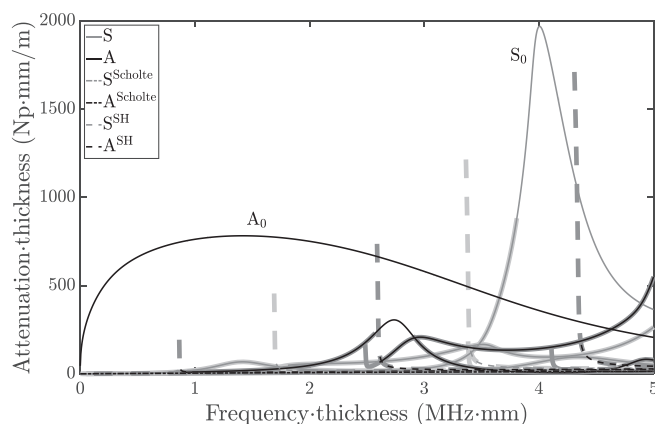 2000
1500
1000
500
0
Attenuation·thickness (Np·mm/m)
S
A
S^Scholte
A^Scholte
S^SH
A^SH
S₀
A₀
0 1 2 3 4 5
Frequency·thickness (MHz·mm)